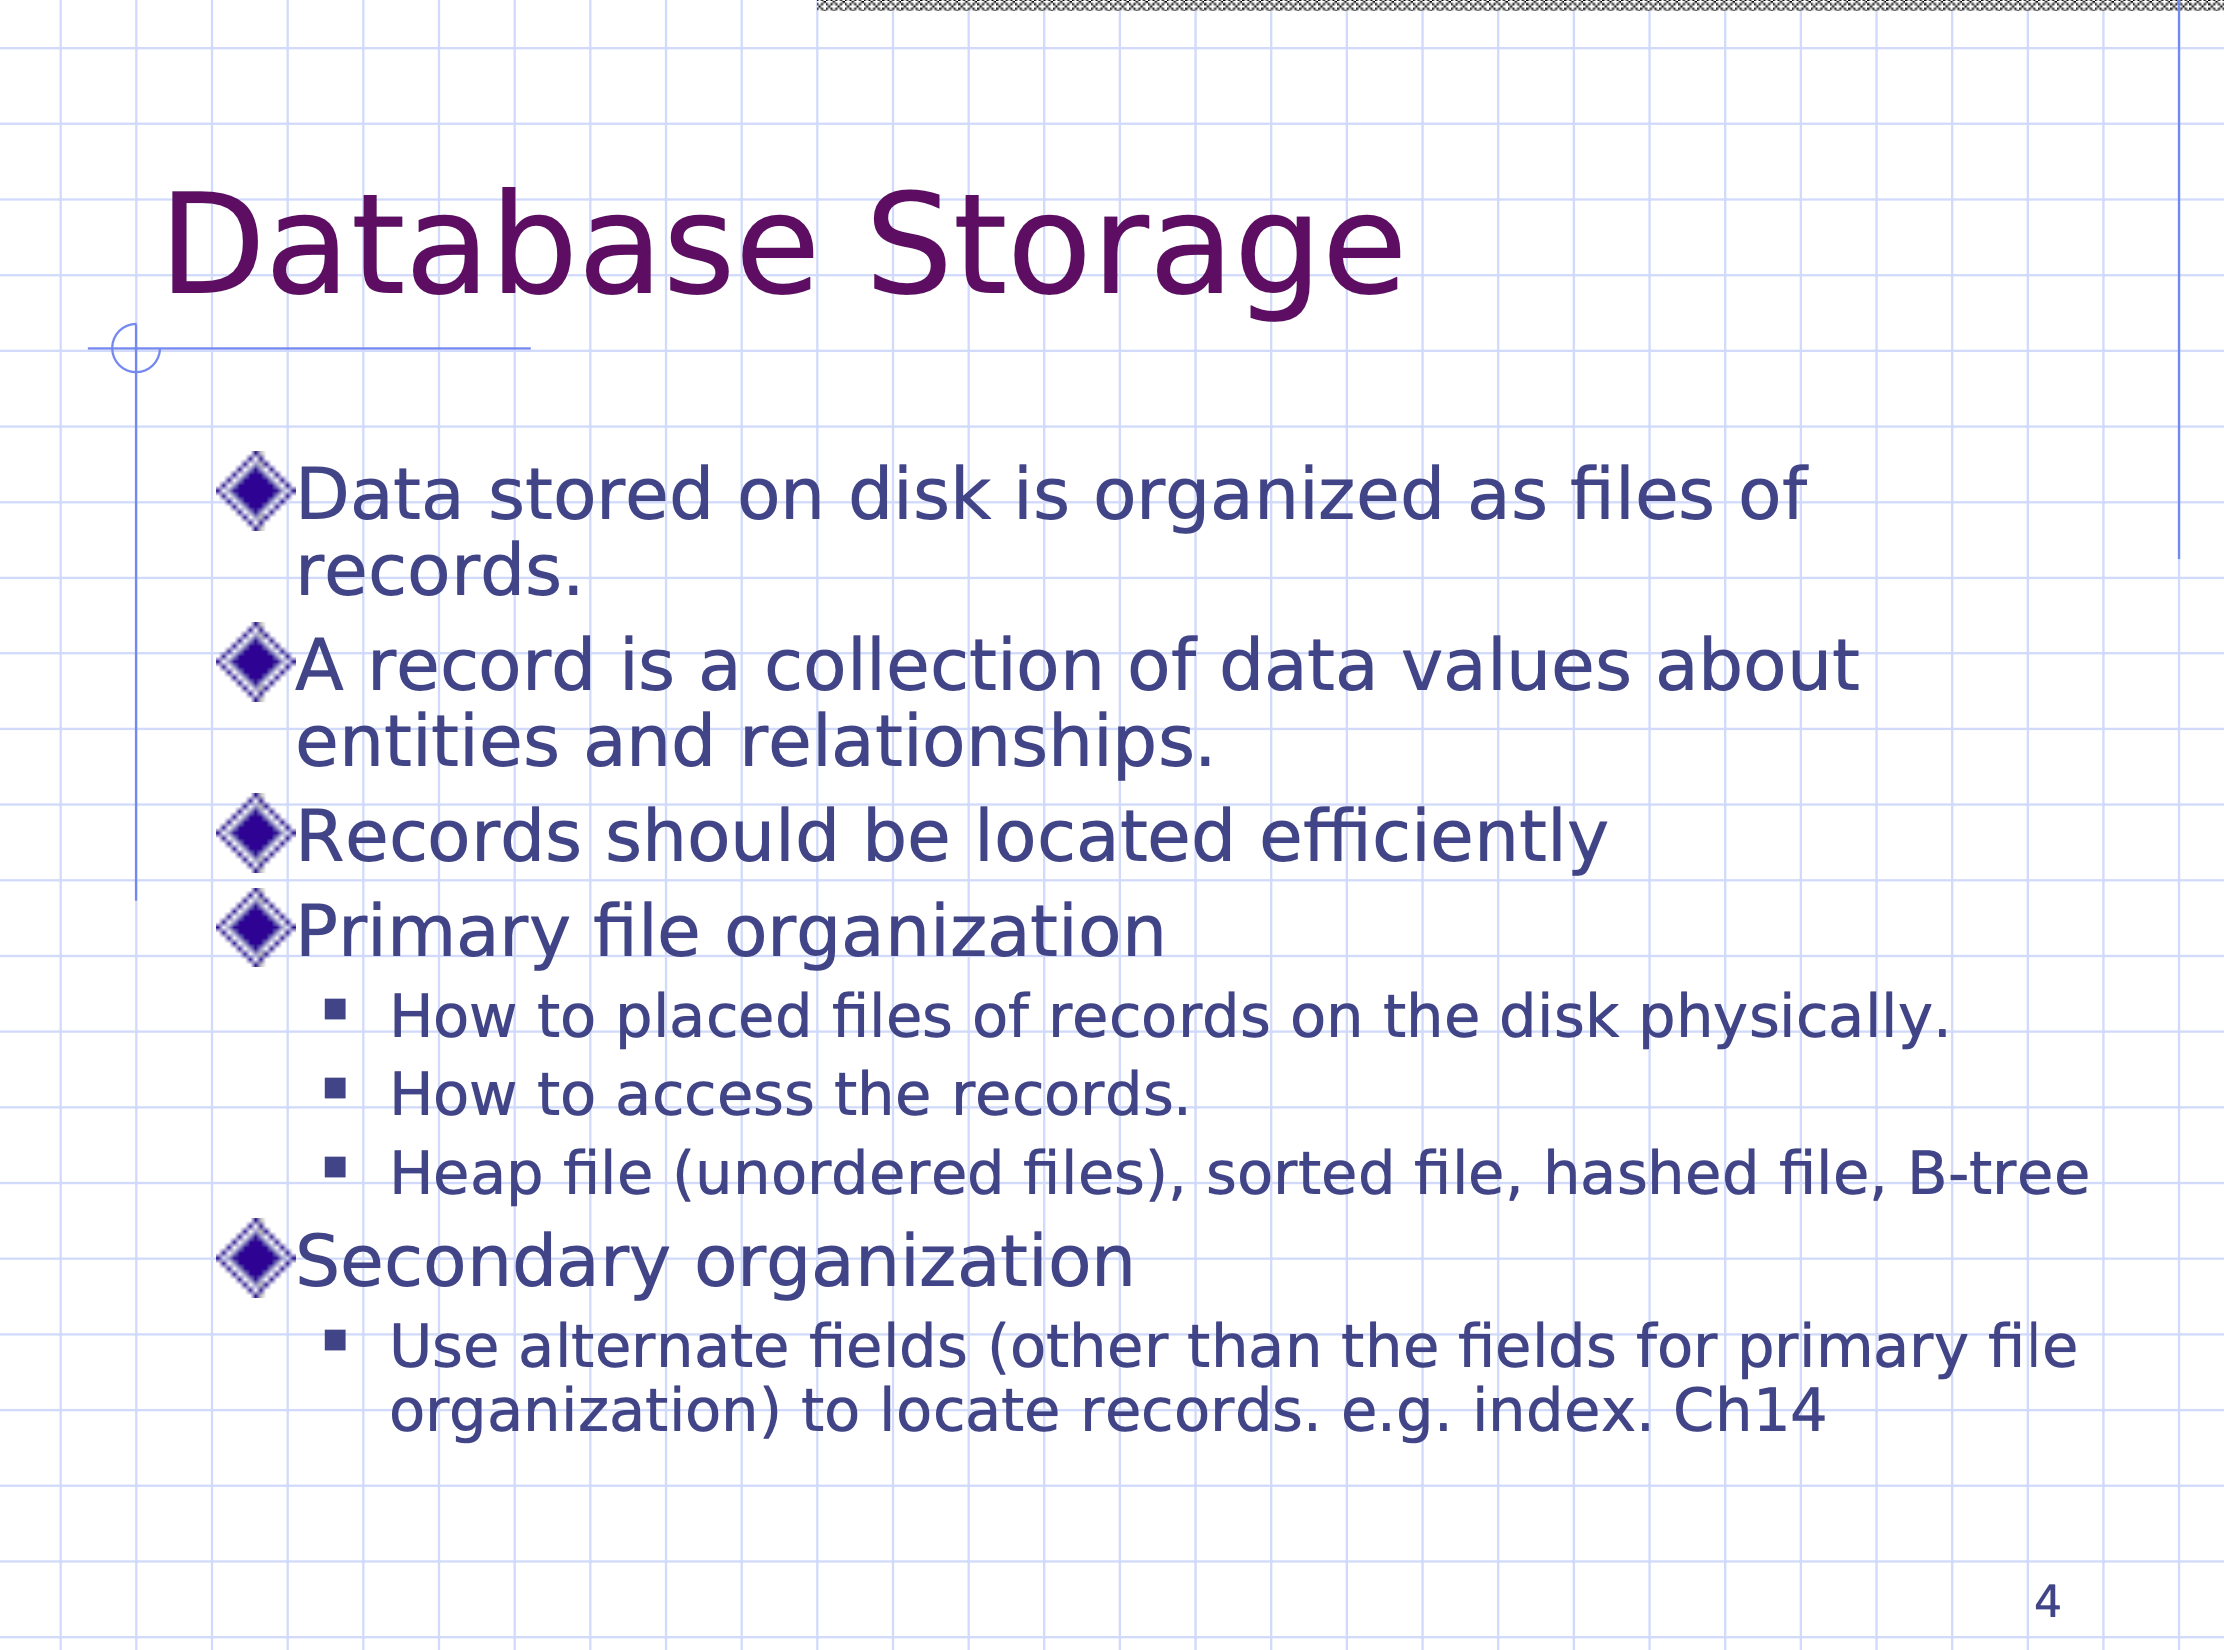 Database Storage
Data stored on disk is organized as files of
records.
A record is a collection of data values about
entities and relationships.
Records should be located efficiently
Primary file organization
How to placed files of records on the disk physically.
How to access the records.
Heap file (unordered files), sorted file, hashed file, B-tree
Secondary organization
Use alternate fields (other than the fields for primary file
organization) to locate records. e.g. index. Ch14
4